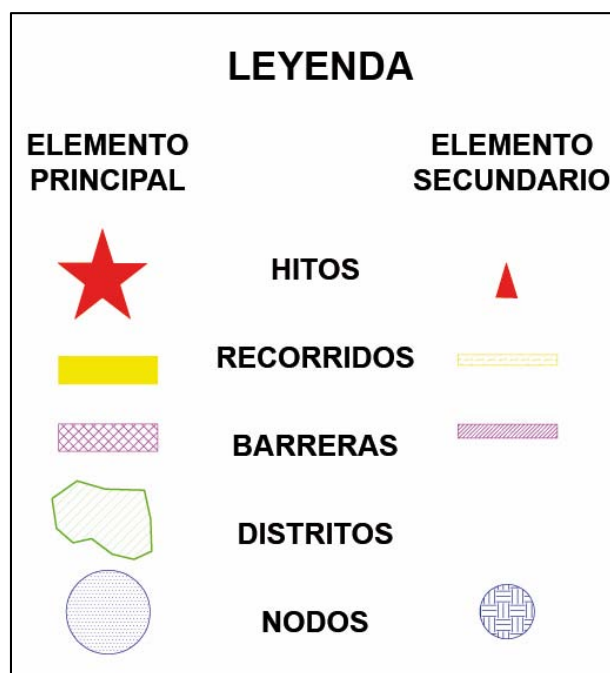 LEYENDA
ELEMENTO
PRINCIPAL
ELEMENTO
SECUNDARIO
HITOS
RECORRIDOS
BARRERAS
DISTRITOS
NODOS